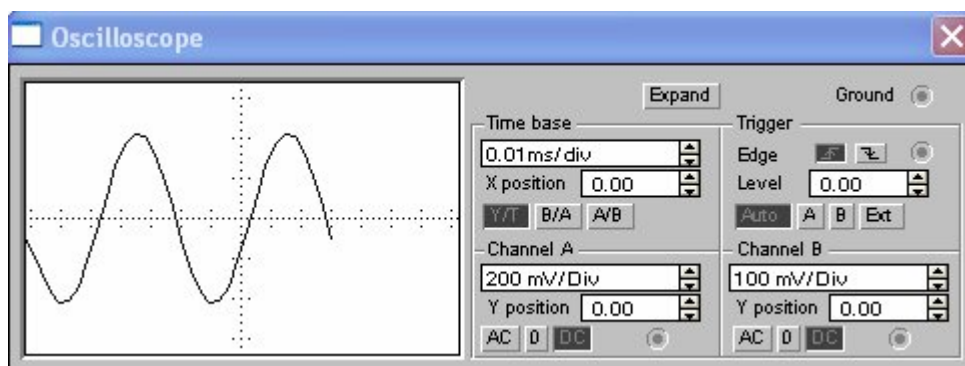 Oscilloscope
Expand
Ground
Time base
0.01ms/div
X position 0.00
Y/T B/A A/B
Trigger
Edge
Level 0.00
Auto A B Ext
Channel A
200 mV/Div
Y position 0.00
AC 0 DC
Channel B
100 mV/Div
Y position 0.00
AC 0 DC